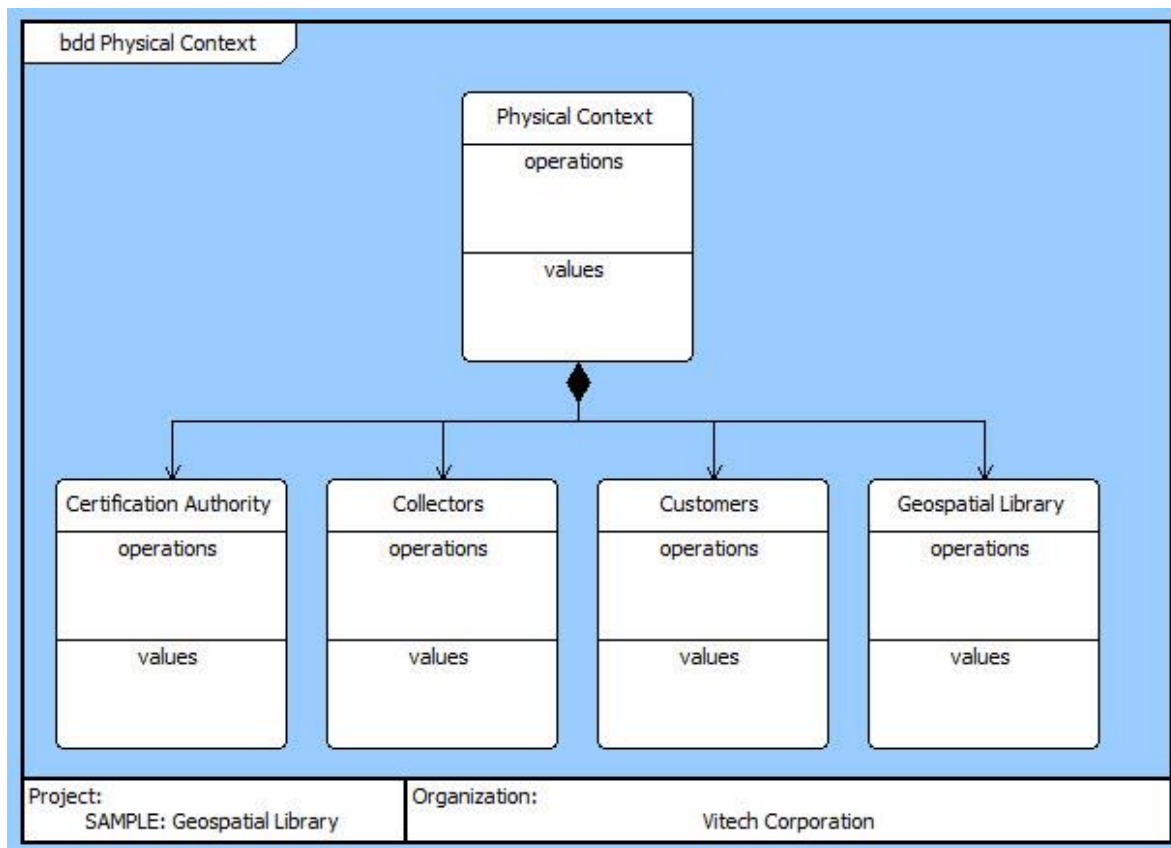 bdd Physical Context
Physical Context
operations
values
Certification Authority
operations
values
Collectors
operations
values
Customers
operations
values
Geospatial Library
operations
values
Project:
SAMPLE: Geospatial Library
Organization:
Vitech Corporation